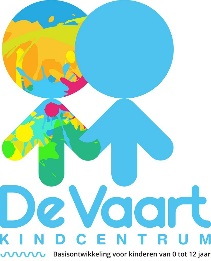 De Vaart
KINDCENTRUM
Basisontwikkeling voor kinderen van 0 tot 12 jaar